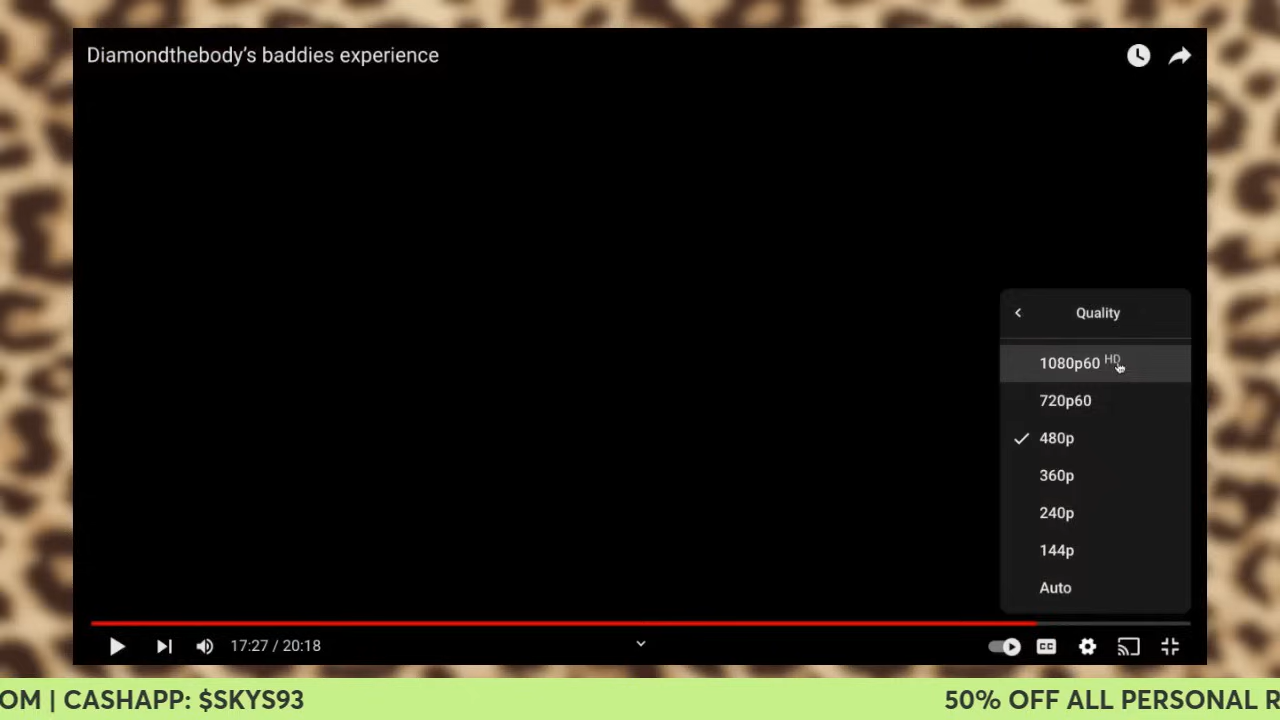 Diamondthebody's baddies experience
Quality
1080p60 HD
720p60
480p
360p
240p
144p
Auto
17:27 / 20:18
CC
OM | CASHAPP: $SKYS93
50% OFF ALL PERSONAL R